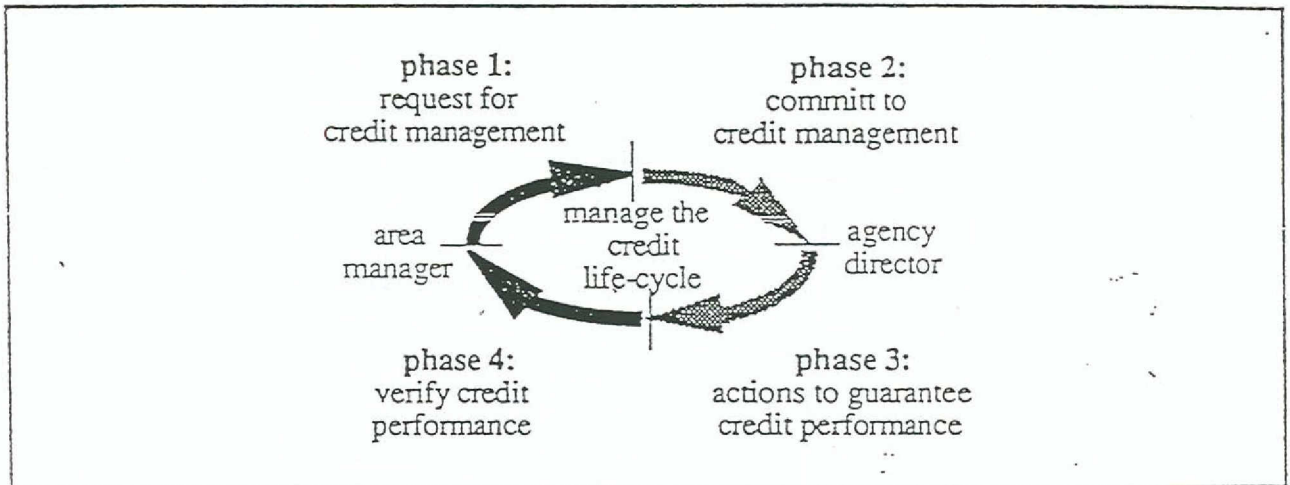 phase 1:
request for
credit management
phase 2:
committ to
credit management
area
manager
manage the
credit
life-cycle
agency
director
phase 4:
verify credit
performance
phase 3:
actions to guarantee
credit performance